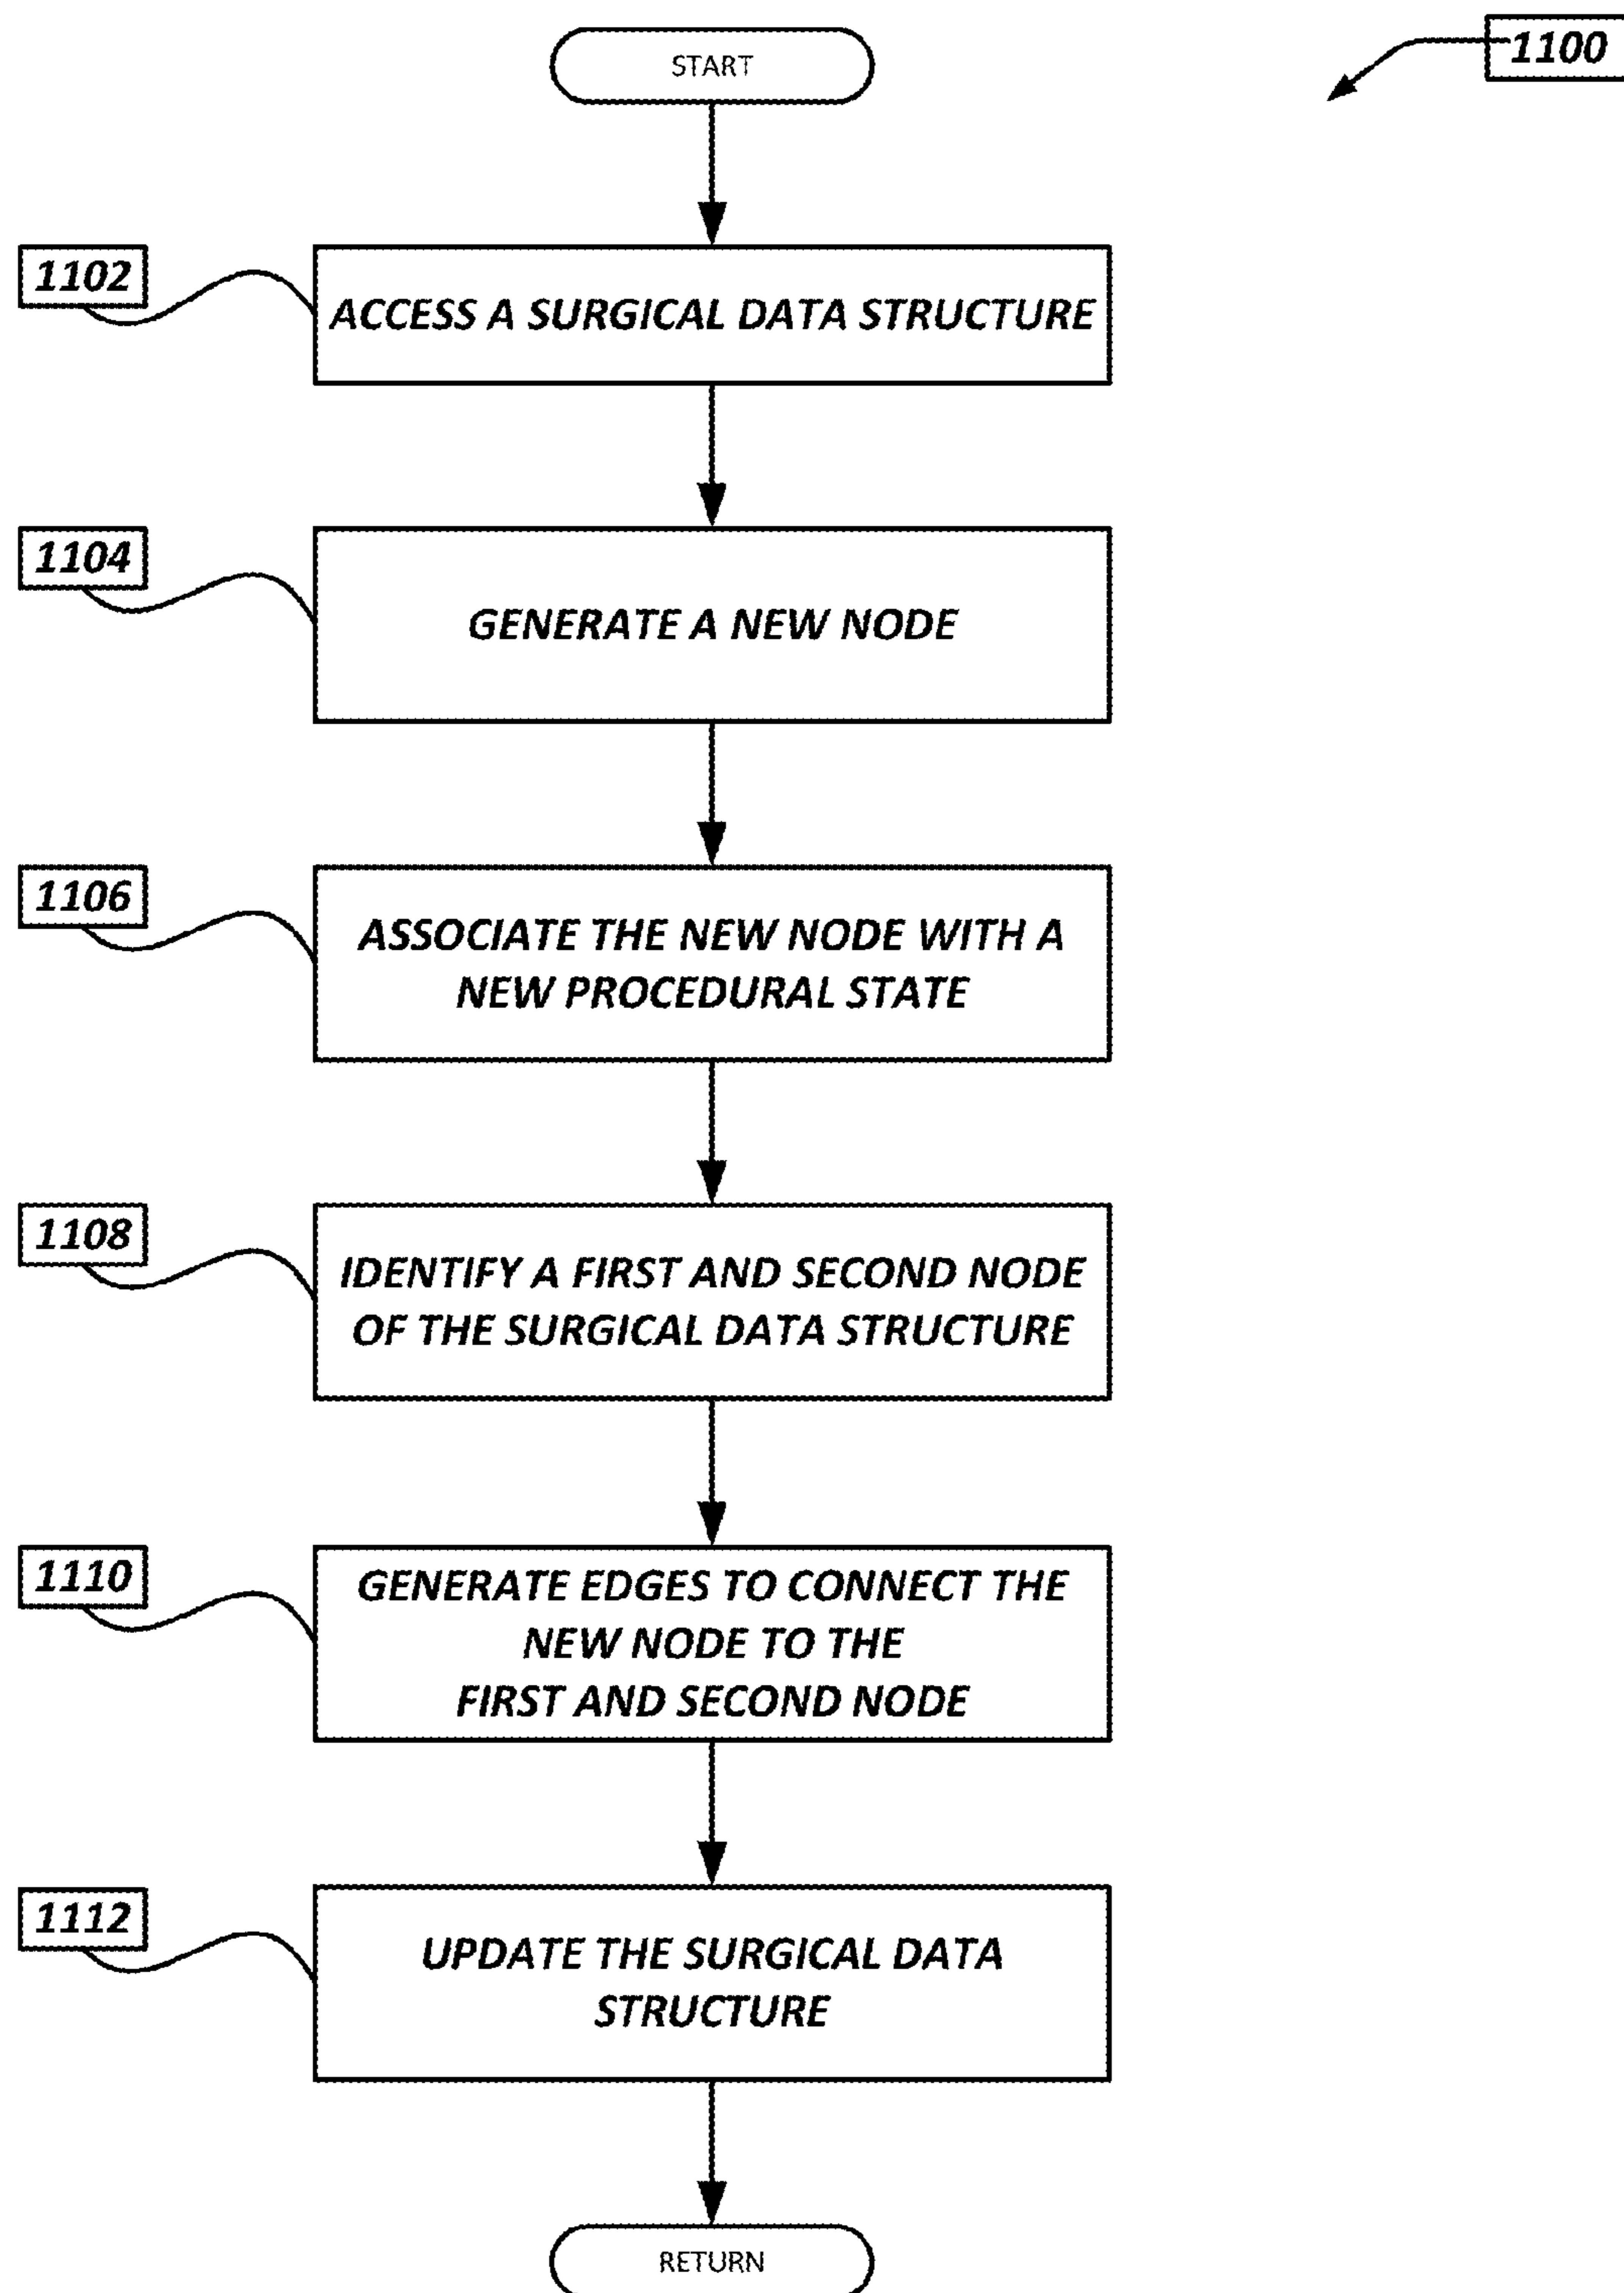 START
1100
1102
ACCESS A SURGICAL DATA STRUCTURE
1104
GENERATE A NEW NODE
1106
ASSOCIATE THE NEW NODE WITH A
NEW PROCEDURAL STATE
1108
IDENTIFY A FIRST AND SECOND NODE
OF THE SURGICAL DATA STRUCTURE
1110
GENERATE EDGES TO CONNECT THE
NEW NODE TO THE
FIRST AND SECOND NODE
1112
UPDATE THE SURGICAL DATA
STRUCTURE
RETURN